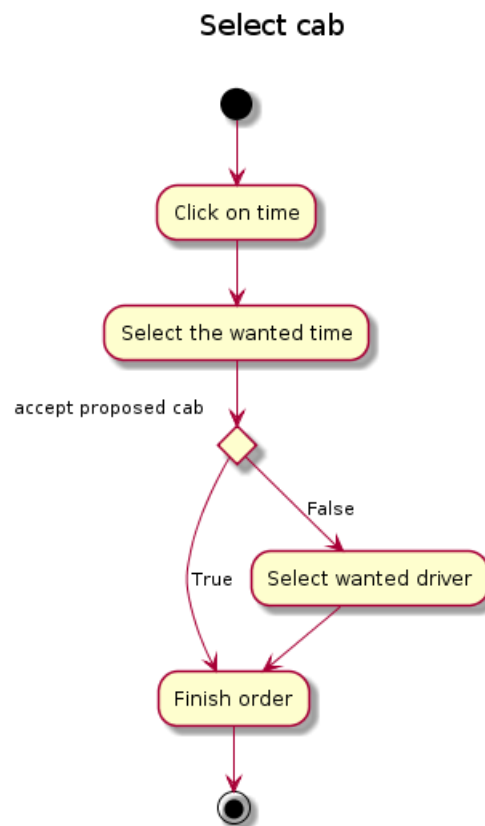 Select cab
Click on time
Select the wanted time
accept proposed cab
False
Select wanted driver
True
Finish order